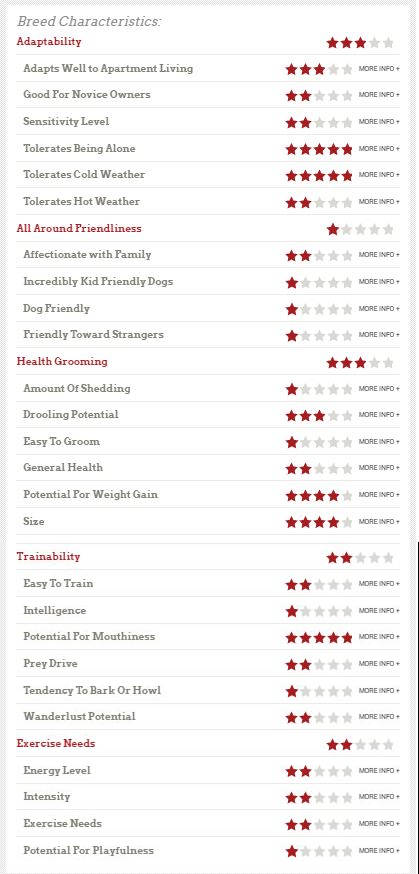 Breed Characteristics:
Adaptability
Adapts Well to Apartment Living MORE INFO +
Good For Novice Owners MORE INFO +
Sensitivity Level MORE INFO +
Tolerates Being Alone MORE INFO +
Tolerates Cold Weather MORE INFO +
Tolerates Hot Weather MORE INFO +
All Around Friendliness
Affectionate with Family MORE INFO +
Incredibly Kid Friendly Dogs MORE INFO +
Dog Friendly MORE INFO +
Friendly Toward Strangers MORE INFO +
Health Grooming
Amount Of Shedding MORE INFO +
Drooling Potential MORE INFO +
Easy To Groom MORE INFO +
General Health MORE INFO +
Potential For Weight Gain MORE INFO +
Size MORE INFO +
Trainability
Easy To Train MORE INFO +
Intelligence MORE INFO +
Potential For Mouthiness MORE INFO +
Prey Drive MORE INFO +
Tendency To Bark Or Howl MORE INFO +
Wanderlust Potential MORE INFO +
Exercise Needs
Energy Level MORE INFO +
Intensity MORE INFO +
Exercise Needs MORE INFO +
Potential For Playfulness MORE INFO +